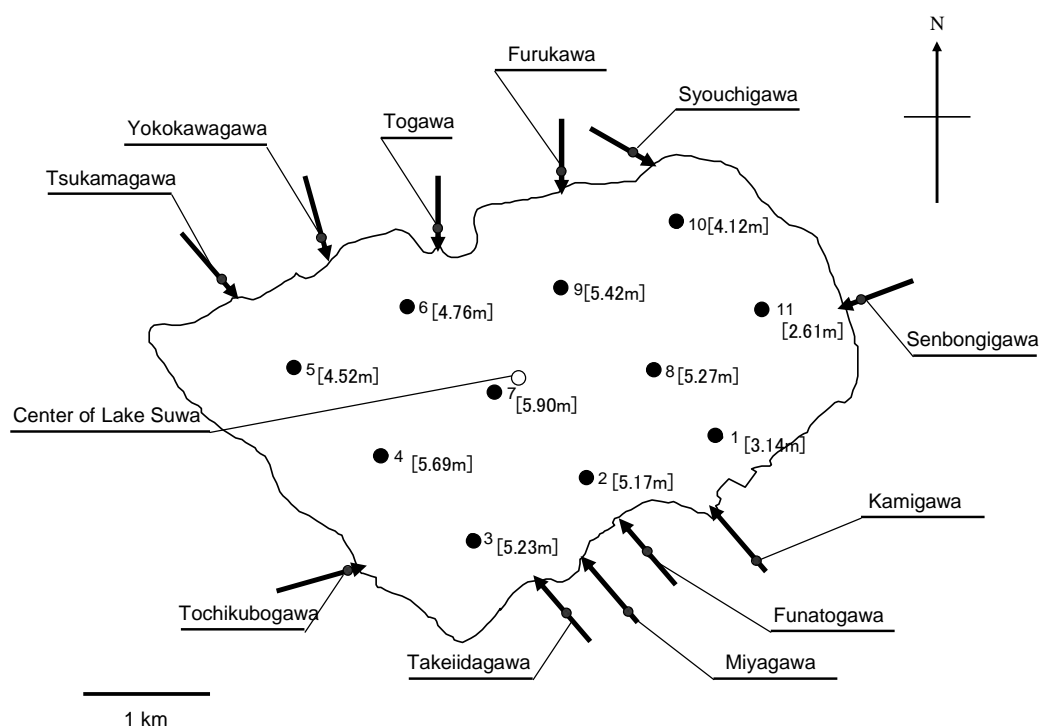 N
Furukawa
Syouchigawa
Togawa
Yokokawagawa
Tsukamagawa
10[4.12m]
9[5.42m]
6[4.76m]
11
[2.61m]
Senbongigawa
5[4.52m]
8[5.27m]
7[5.90m]
Center of Lake Suwa
1
[3.14m]
4 [5.69m]
2[5.17m]
Kamigawa
3[5.23m]
Tochikubogawa
Funatogawa
Takeiidagawa
Miyagawa
1 km